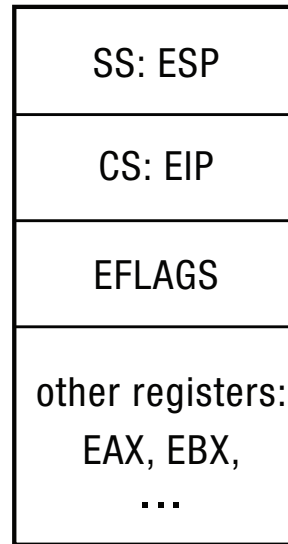 SS: ESP
CS: EIP
EFLAGS
other registers:
EAX, EBX,
...